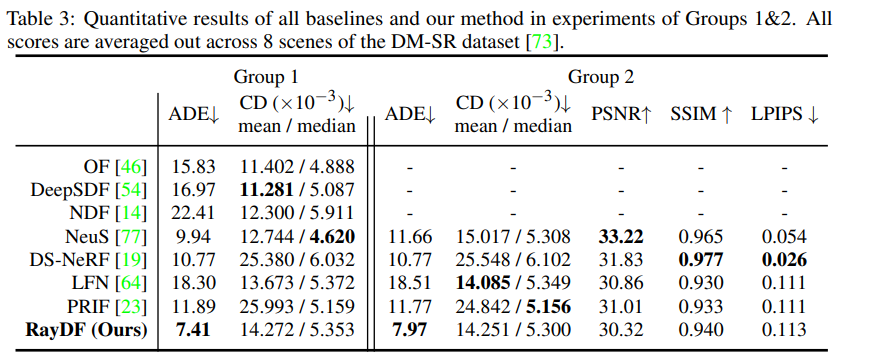 Table 3: Quantitative results of all baselines and our method in experiments of Groups 1&2. All
scores are averaged out across 8 scenes of the DM-SR dataset [73].
Group 1 Group 2
ADE↓ CD (×10⁻³)↓ ADE↓ CD (×10⁻³)↓ PSNR↑ SSIM ↑ LPIPS ↓
mean / median mean / median
OF [46] 15.83 11.402 / 4.888 - - - - -
DeepSDF [54] 16.97 11.281 / 5.087 - - - - -
NDF [14] 22.41 12.300 / 5.911 - - - - -
NeuS [77] 9.94 12.744 / 4.620 11.66 15.017 / 5.308 33.22 0.965 0.054
DS-NeRF [19] 10.77 25.380 / 6.032 10.77 25.548 / 6.102 31.83 0.977 0.026
LFN [64] 18.30 13.673 / 5.372 18.51 14.085 / 5.349 30.86 0.930 0.111
PRIF [23] 11.89 25.993 / 5.159 11.77 24.842 / 5.156 31.01 0.933 0.111
RayDF (Ours) 7.41 14.272 / 5.353 7.97 14.251 / 5.300 30.32 0.940 0.113